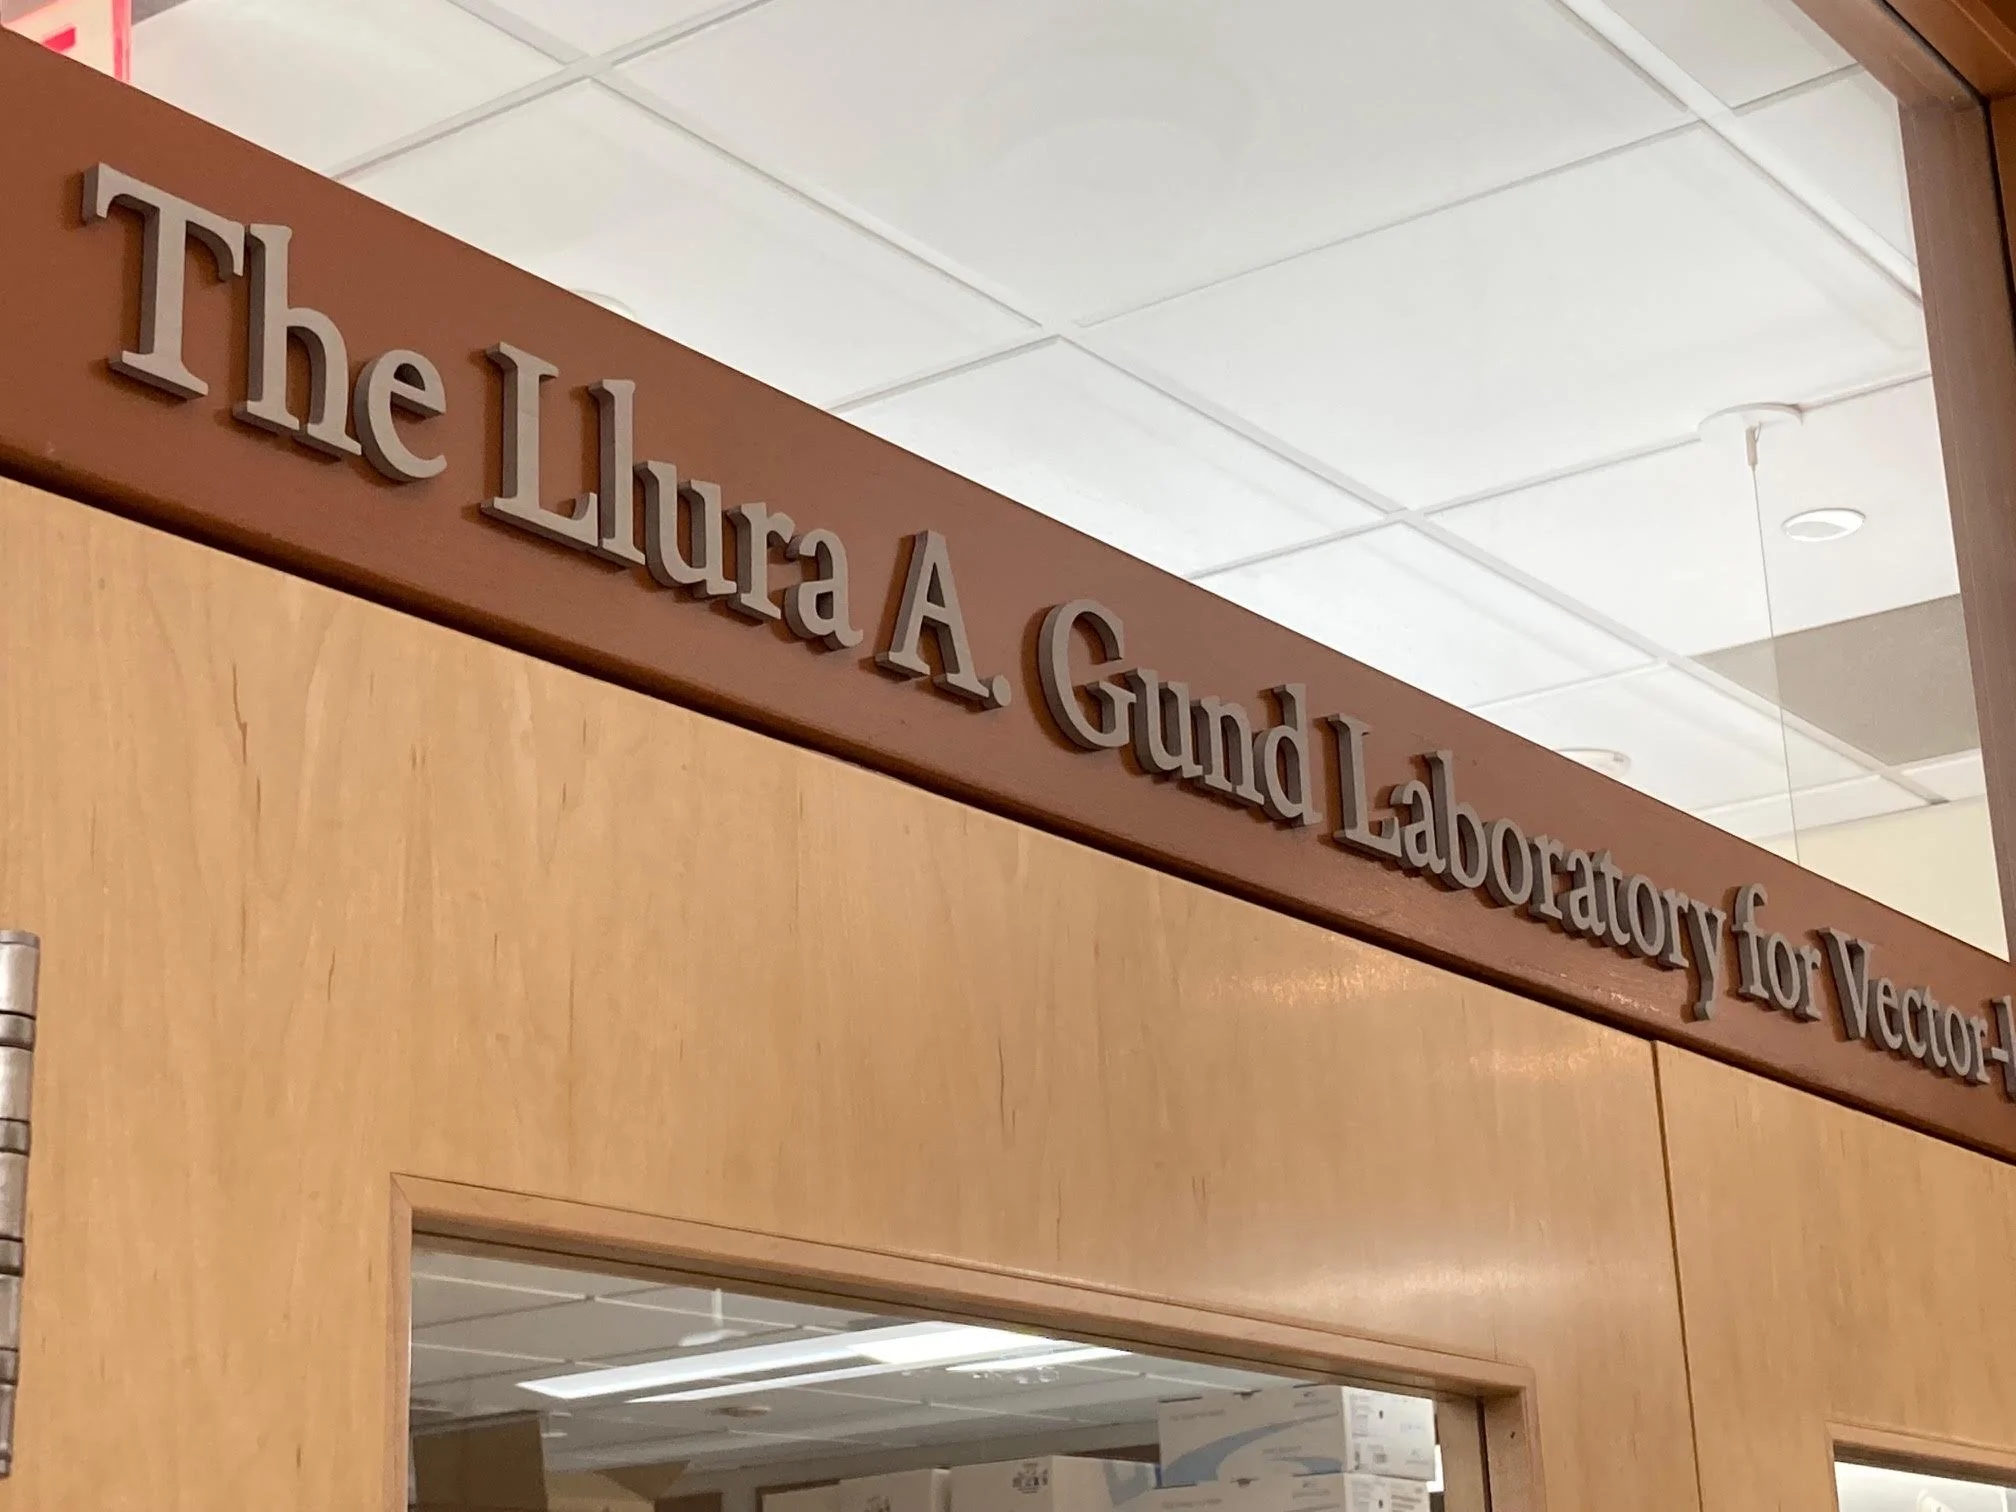 The Llura A. Gund Laboratory for Vector-